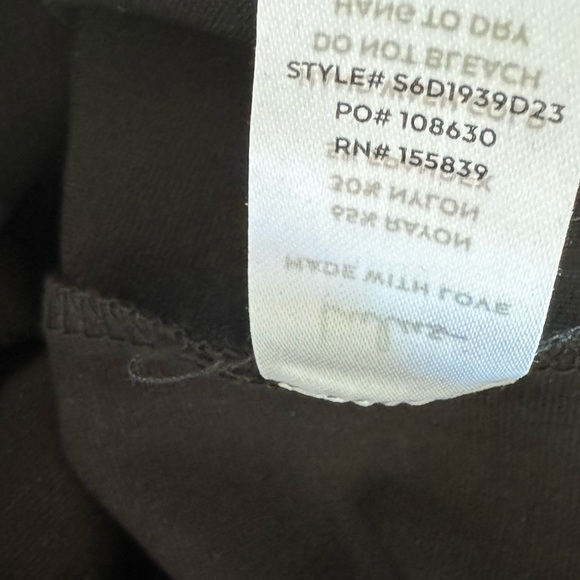 HANG TO DRY
DO NOT BLEACH
STYLE# S6D1939D23
PO# 108630
RN# 155839
30% NYLON
65% RAYON
MADE WITH LOVE